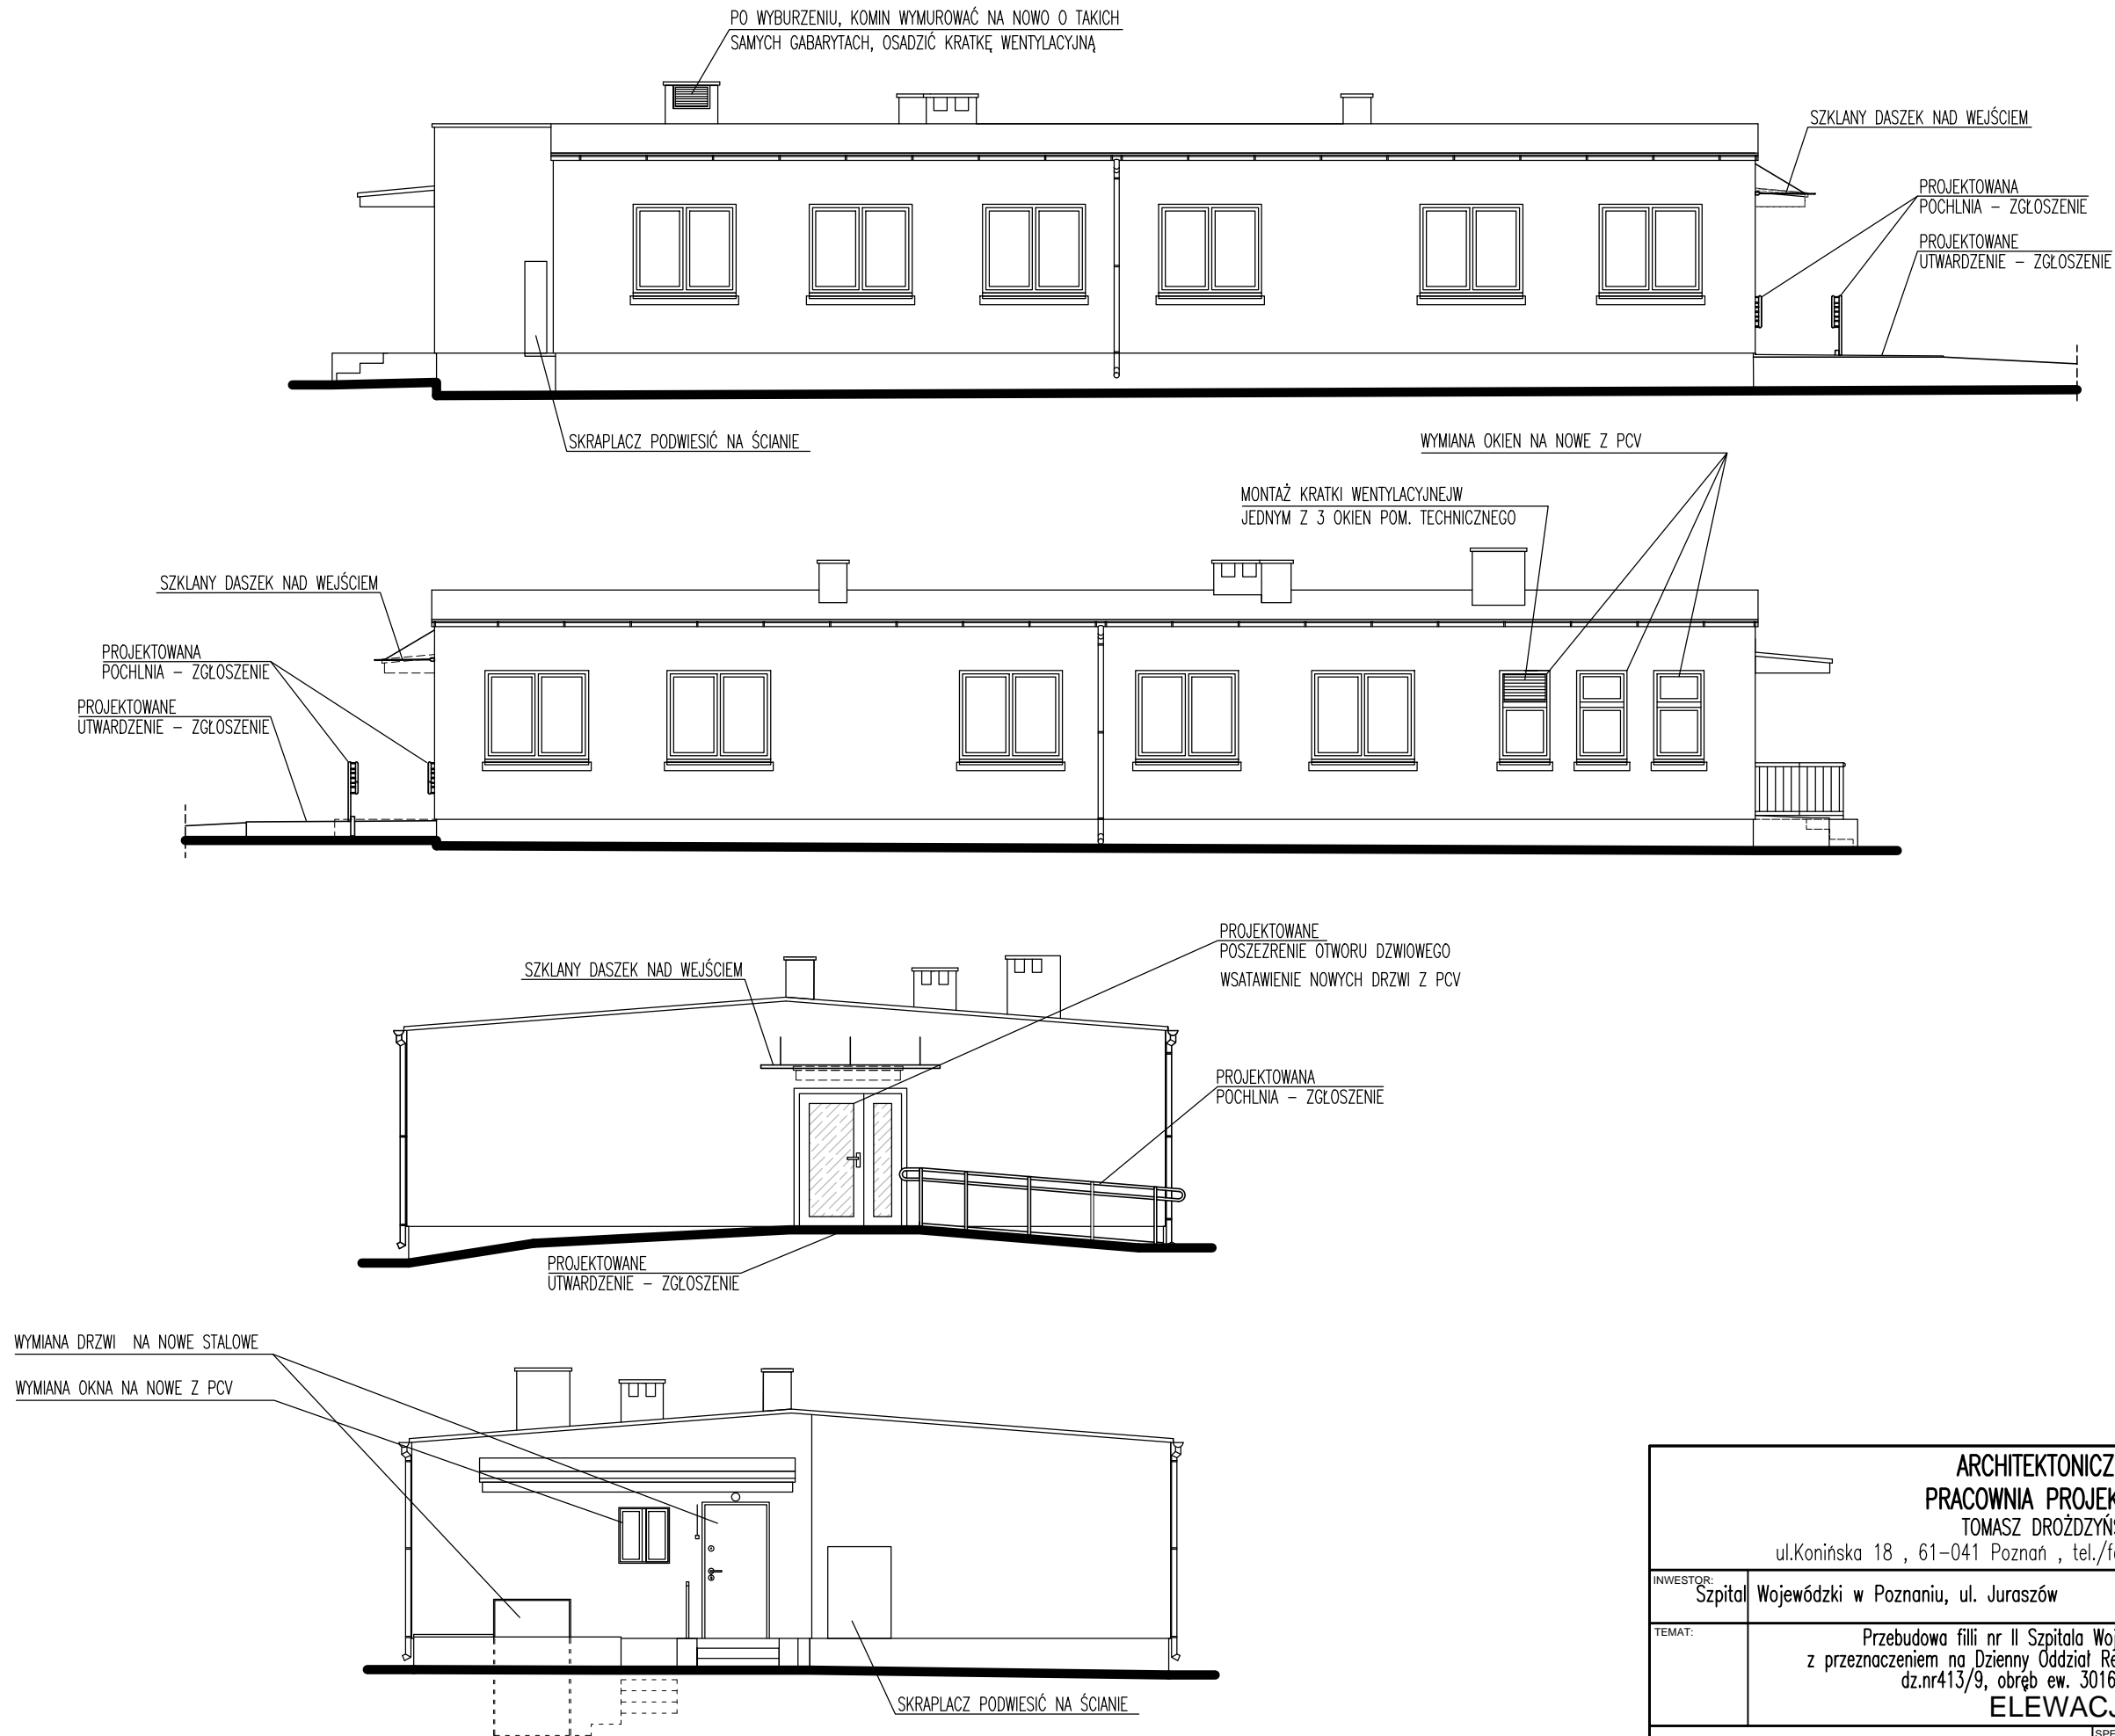 PO WYBURZENIU, KOMIN WYMUROWAĆ NA NOWO O TAKICH
SAMYCH GABARYTACH, OSADZIĆ KRATKĘ WENTYLACYJNĄ
SZKLANY DASZEK NAD WEJŚCIEM
PROJEKTOWANA
POCHLNIA – ZGŁOSZENIE
PROJEKTOWANE
UTWARDZENIE – ZGŁOSZENIE
SKRAPLACZ PODWIESIĆ NA ŚCIANIE
WYMIANA OKIEN NA NOWE Z PCV
MONTAŻ KRATKI WENTYLACYJNEJW
JEDNYM Z 3 OKIEN POM. TECHNICZNEGO
SZKLANY DASZEK NAD WEJŚCIEM
PROJEKTOWANA
POCHLNIA – ZGŁOSZENIE
PROJEKTOWANE
UTWARDZENIE – ZGŁOSZENIE
PROJEKTOWANE
POSZEZRENIE OTWORU DZWIOWEGO
WSATAWIENIE NOWYCH DRZWI Z PCV
SZKLANY DASZEK NAD WEJŚCIEM
PROJEKTOWANA
POCHLNIA – ZGŁOSZENIE
PROJEKTOWANE
UTWARDZENIE – ZGŁOSZENIE
WYMIANA DRZWI NA NOWE STALOWE
WYMIANA OKNA NA NOWE Z PCV
SKRAPLACZ PODWIESIĆ NA ŚCIANIE
ARCHITEKTONICZ
PRACOWNIA PROJEK
TOMASZ DROŻDZYŃ
ul.Konińska 18 , 61–041 Poznań , tel./f
INWESTOR:
Szpital Wojewódzki w Poznaniu, ul. Juraszów
TEMAT:
Przebudowa filli nr II Szpitala Woj
z przeznaczeniem na Dzienny Oddział Re
dz.nr413/9, obręb ew. 3016
ELEWACJ
SPE